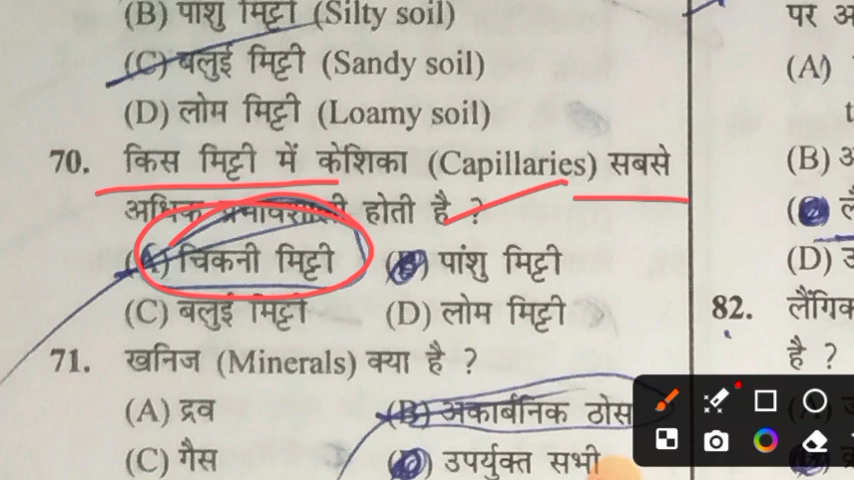 (B) पांशु मिट्टी (Silty soil)
(C) बलुई मिट्टी (Sandy soil)
(D) लोम मिट्टी (Loamy soil)
70. किस मिट्टी में केशिका (Capillaries) सबसे
अधिक प्रभावशाली होती है ?
(A) चिकनी मिट्टी (B) पांशु मिट्टी
(C) बलुई मिट्टी (D) लोम मिट्टी
71. खनिज (Minerals) क्या है ?
(A) द्रव (B) अकार्बनिक ठोस
(C) गैस (D) उपर्युक्त सभी
पर
(A)
(B)
(D)
82. लैंगिक
है ?